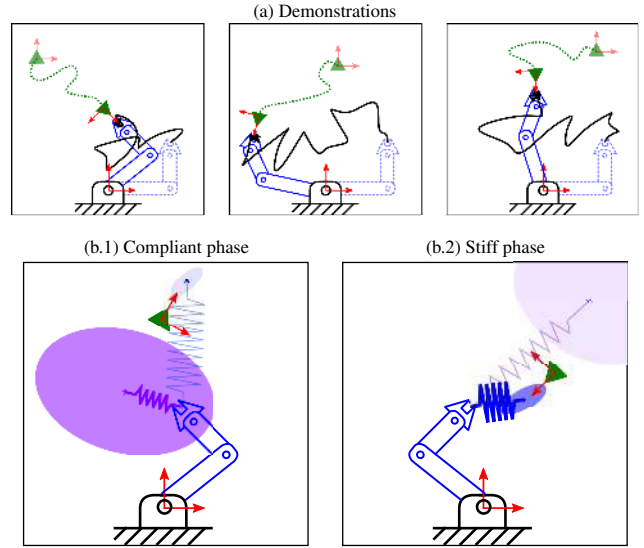 (a) Demonstrations
(b.1) Compliant phase
(b.2) Stiff phase